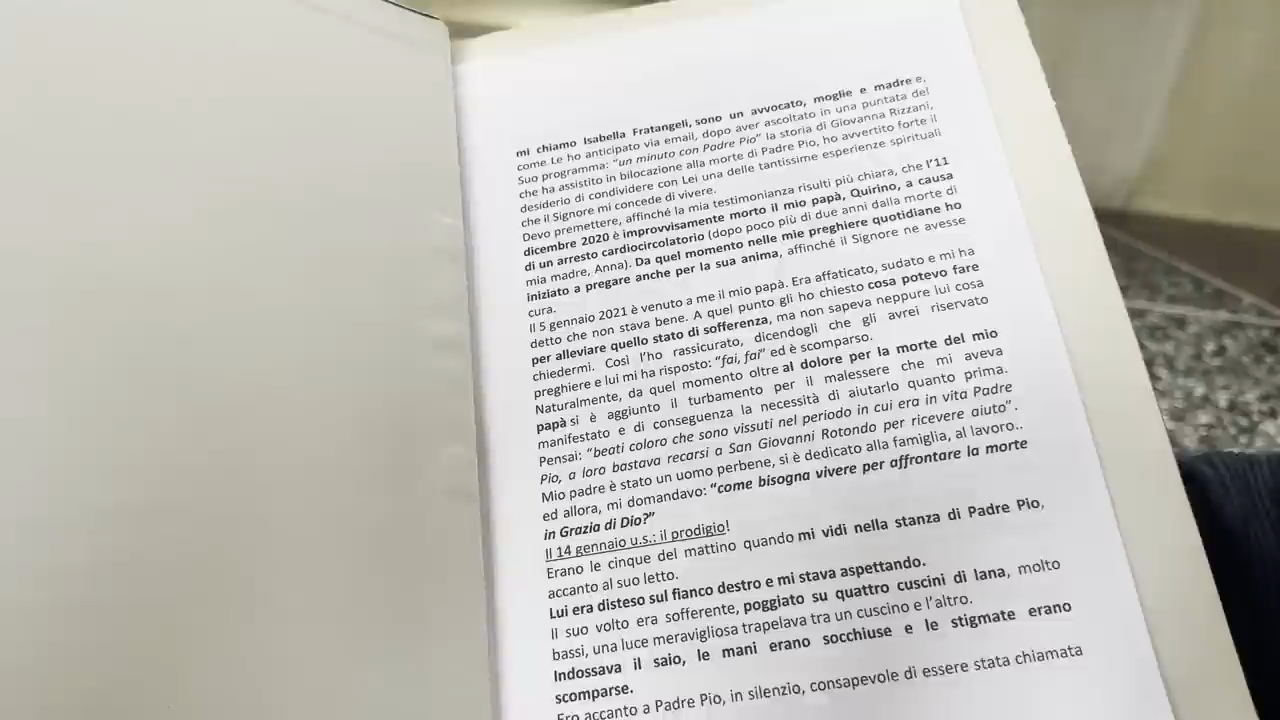 mi chiamo Isabella Fratangeli, sono un avvocato, moglie e madre e,
come Le ho anticipato via email, dopo aver ascoltato in una puntata del
Suo programma: "un minuto con Padre Pio" la storia di Giovanna Rizzani,
che ha assistito in bilocazione alla morte di Padre Pio, ho avvertito forte il
desiderio di condividere con Lei una delle tantissime esperienze spirituali
che il Signore mi concede di vivere.
Devo premettere, affinché la mia testimonianza risulti più chiara, che l'11
dicembre 2020 è improvvisamente morto il mio papà, Quirino, a causa
di un arresto cardiocircolatorio (dopo poco più di due anni dalla morte di
mia madre, Anna). Da quel momento nelle mie preghiere quotidiane ho
iniziato a pregare anche per la sua anima, affinché il Signore ne avesse
cura.
Il 5 gennaio 2021 è venuto a me il mio papà. Era affaticato, sudato e mi ha
detto che non stava bene. A quel punto gli ho chiesto cosa potevo fare
per alleviare quello stato di sofferenza, ma non sapeva neppure lui cosa
chiedermi. Così l'ho rassicurato, dicendogli che gli avrei riservato
preghiere e lui mi ha risposto: "fai, fai" ed è scomparso.
Naturalmente, da quel momento oltre al dolore per la morte del mio
papà si è aggiunto il turbamento per il malessere che mi aveva
manifestato e di conseguenza la necessità di aiutarlo quanto prima.
Pensai: "beati coloro che sono vissuti nel periodo in cui era in vita Padre
Pio, a loro bastava recarsi a San Giovanni Rotondo per ricevere aiuto".
Mio padre è stato un uomo perbene, si è dedicato alla famiglia, al lavoro..
ed allora, mi domandavo: "come bisogna vivere per affrontare la morte
in Grazia di Dio?"
Il 14 gennaio u.s.: il prodigio!
Erano le cinque del mattino quando mi vidi nella stanza di Padre Pio,
accanto al suo letto.
Lui era disteso sul fianco destro e mi stava aspettando.
Il suo volto era sofferente, poggiato su quattro cuscini di lana, molto
bassi, una luce meravigliosa trapelava tra un cuscino e l'altro.
Indossava il saio, le mani erano socchiuse e le stigmate erano
scomparse.
Ero accanto a Padre Pio, in silenzio, consapevole di essere stata chiamata